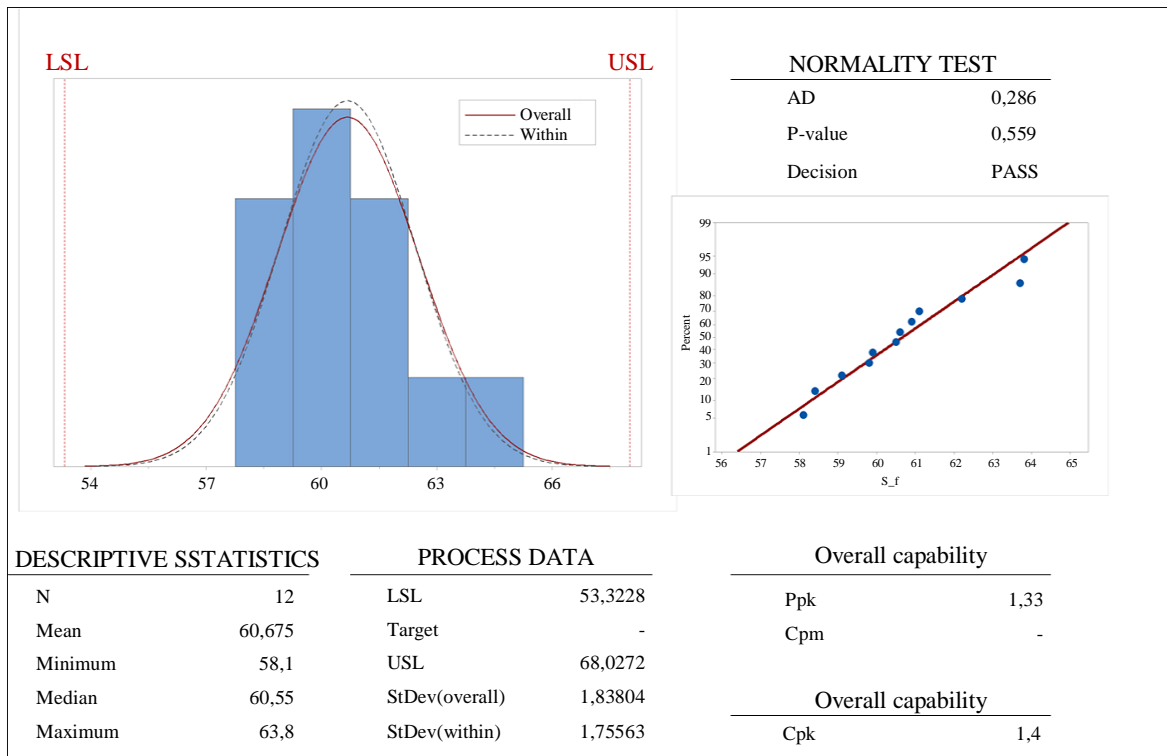 LSL USL
Overall
Within
54 57 60 63 66
NORMALITY TEST
AD 0,286
P-value 0,559
Decision PASS
99
95
90
80
70
60
50
40
30
20
10
5
1
Percent
56 57 58 59 60 61 62 63 64 65
S_f
DESCRIPTIVE SSTATISTICS
N 12
Mean 60,675
Minimum 58,1
Median 60,55
Maximum 63,8
PROCESS DATA
LSL 53,3228
Target -
USL 68,0272
StDev(overall) 1,83804
StDev(within) 1,75563
Overall capability
Ppk 1,33
Cpm -
Overall capability
Cpk 1,4